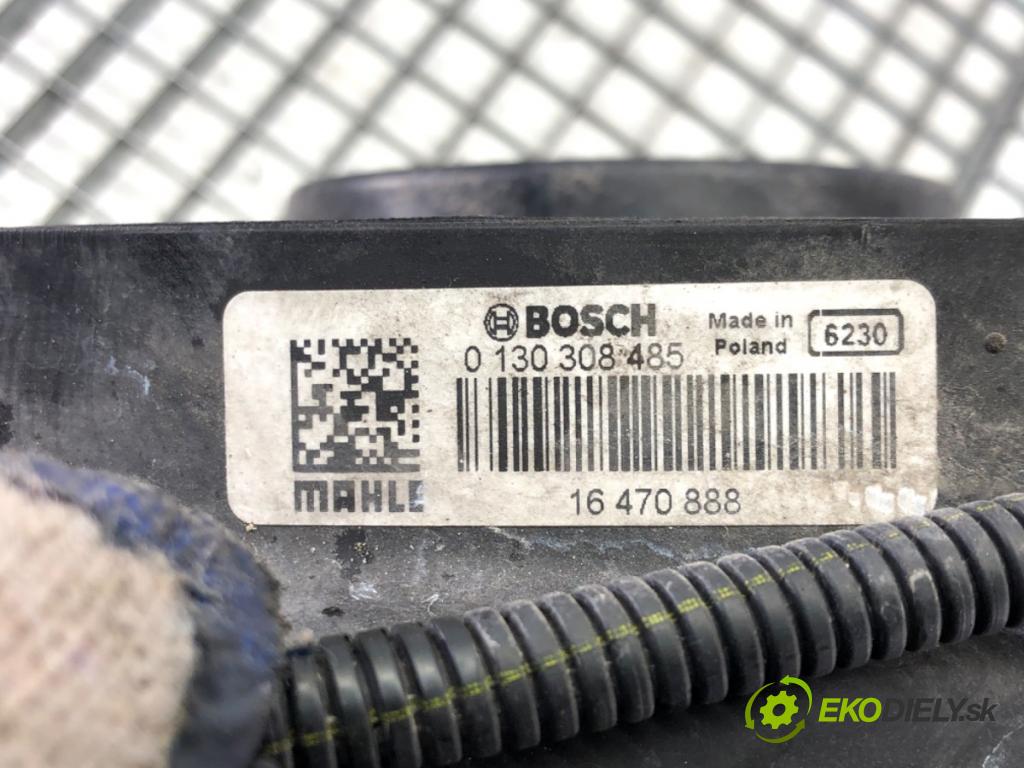 BOSCH
Made in
Poland
6230
0 130 308 485
MAHLE
16 470 888
EKODIELY.sk